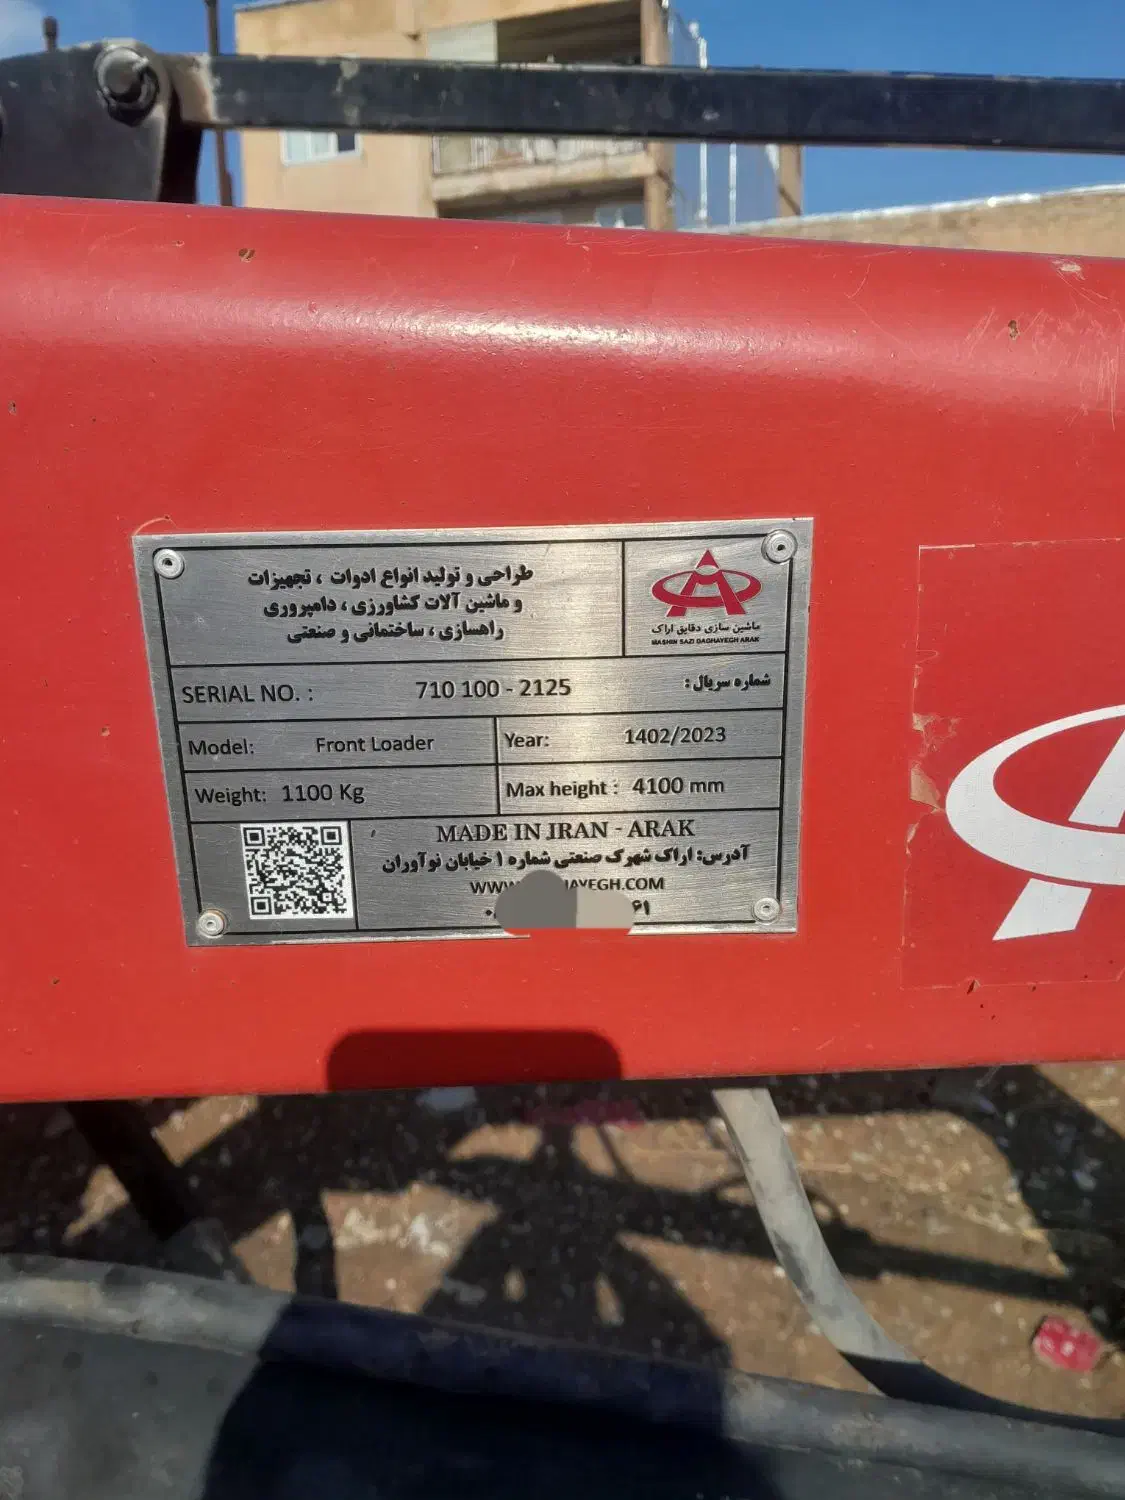 طراحی و تولید انواع ادوات ، تجهیزات
و ماشین آلات کشاورزی ، دامپروری
راهسازی ، ساختمانی و صنعتی
ماشین سازی دقایق اراک
MASHIN SAZI DAGHAYEGH ARAK
SERIAL NO. : 710 100 - 2125 شماره سریال :
Model: Front Loader
Year: 1402/2023
Weight: 1100 Kg
Max height : 4100 mm
MADE IN IRAN - ARAK
آدرس: اراک شهرک صنعتی شماره ۱ خیابان نوآوران